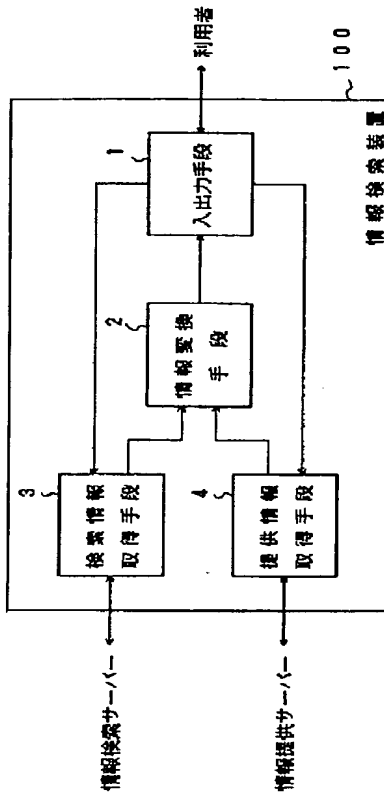 情報検索サーバー
情報提供サーバー
3
検索情報
取得手段
4
提供情報
取得手段
2
情報変換
手段
1
入出力手段
利用者
100
情報検索装置